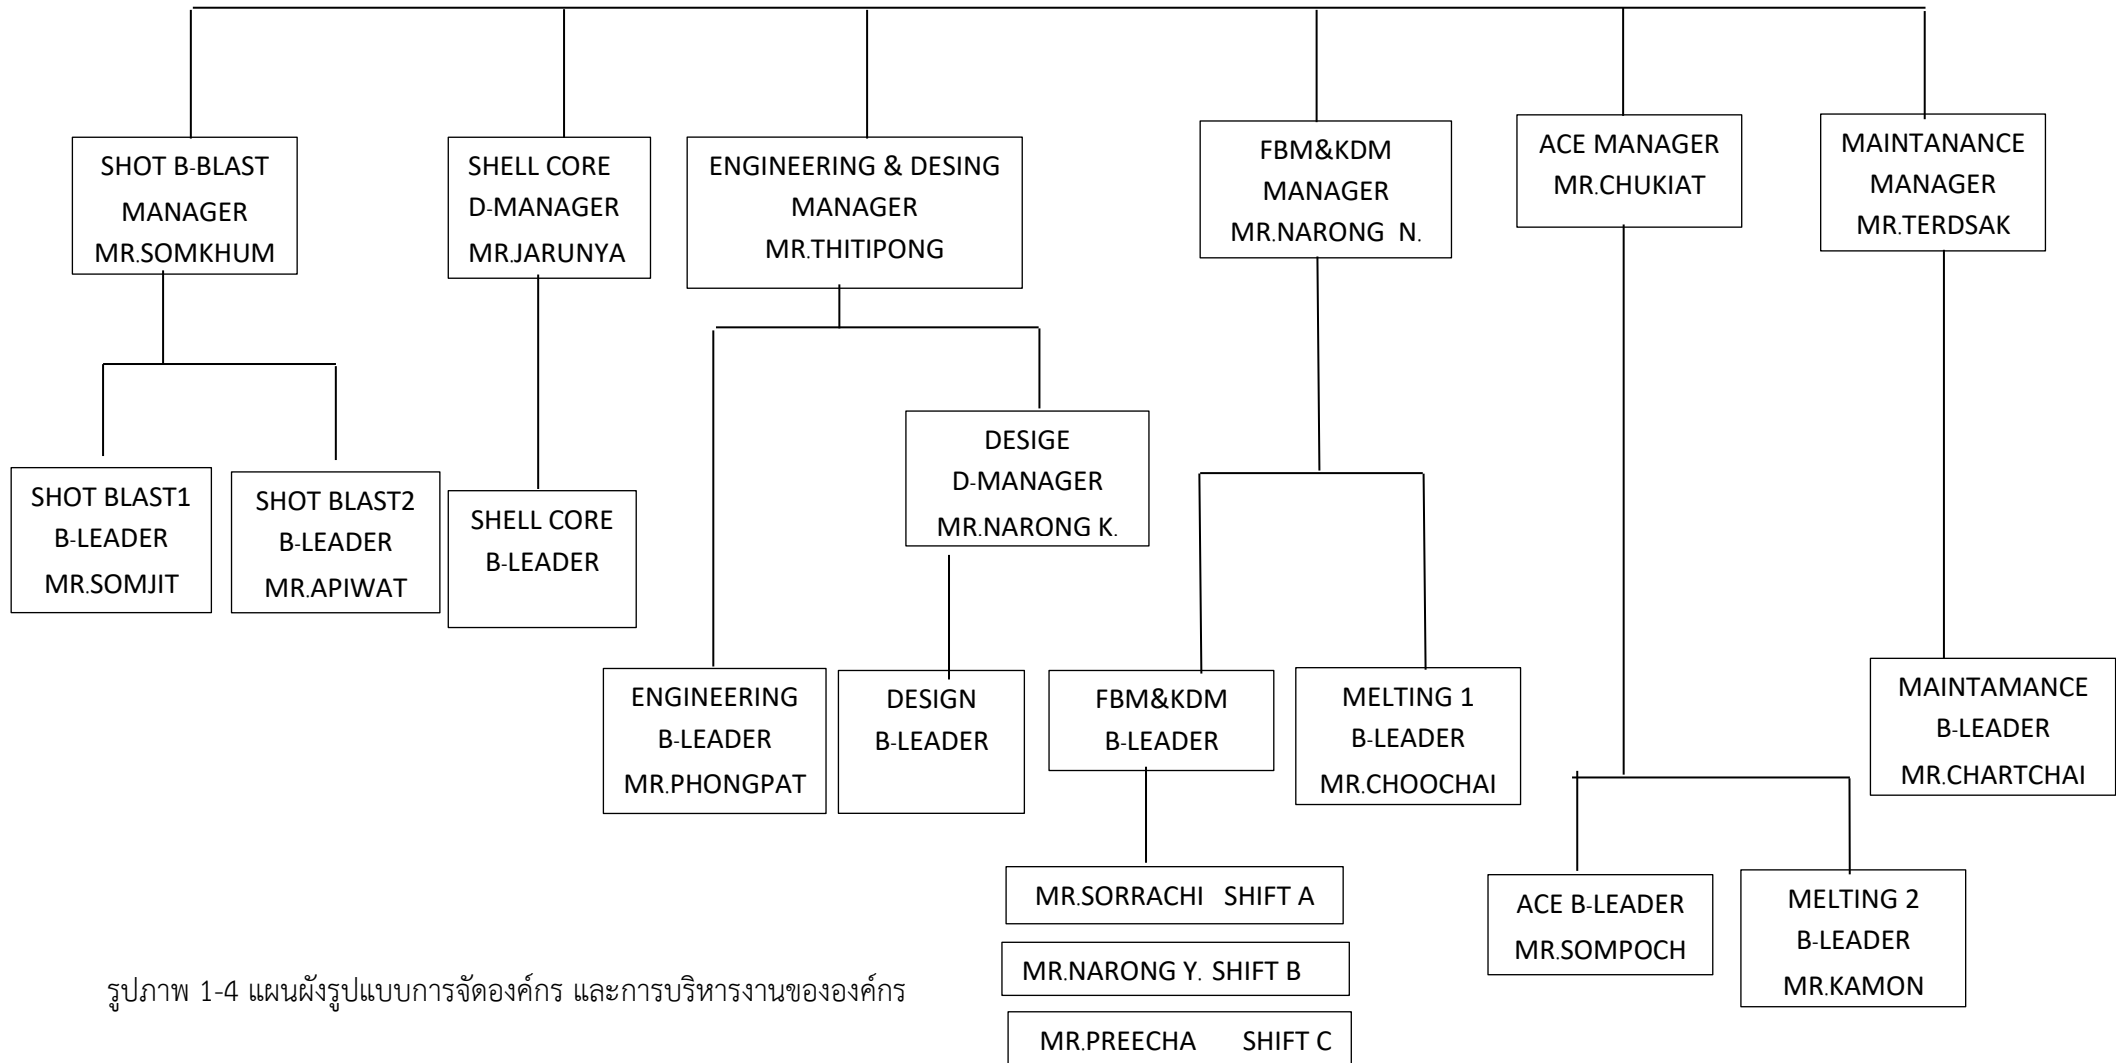 SHOT B-BLAST
MANAGER
MR.SOMKHUM
SHELL CORE
D-MANAGER
MR.JARUNYA
ENGINEERING & DESING
MANAGER
MR.THITIPONG
FBM&KDM
MANAGER
MR.NARONG N.
ACE MANAGER
MR.CHUKIAT
MAINTANANCE
MANAGER
MR.TERDSAK
DESIGE
D-MANAGER
MR.NARONG K.
SHOT BLAST1
B-LEADER
MR.SOMJIT
SHOT BLAST2
B-LEADER
MR.APIWAT
SHELL CORE
B-LEADER
ENGINEERING
B-LEADER
MR.PHONGPAT
DESIGN
B-LEADER
FBM&KDM
B-LEADER
MELTING 1
B-LEADER
MR.CHOOCHAI
MAINTAMANCE
B-LEADER
MR.CHARTCHAI
MR.SORRACHI SHIFT A
MR.NARONG Y. SHIFT B
MR.PREECHA SHIFT C
ACE B-LEADER
MR.SOMPOCH
MELTING 2
B-LEADER
MR.KAMON
รูปภาพ 1-4 แผนผังรูปแบบการจัดองค์กร และการบริหารงานขององค์กร